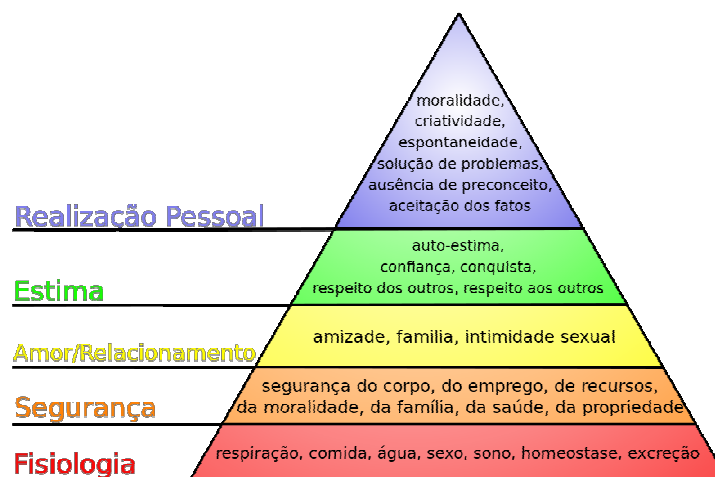 moralidade,
criatividade,
espontaneidade,
solução de problemas,
ausência de preconceito,
aceitação dos fatos
Realização Pessoal
auto-estima,
confiança, conquista,
respeito dos outros, respeito aos outros
Estima
amizade, familia, intimidade sexual
Amor/Relacionamento
segurança do corpo, do emprego, de recursos,
da moralidade, da família, da saúde, da propriedade
Segurança
respiração, comida, água, sexo, sono, homeostase, excreção
Fisiologia